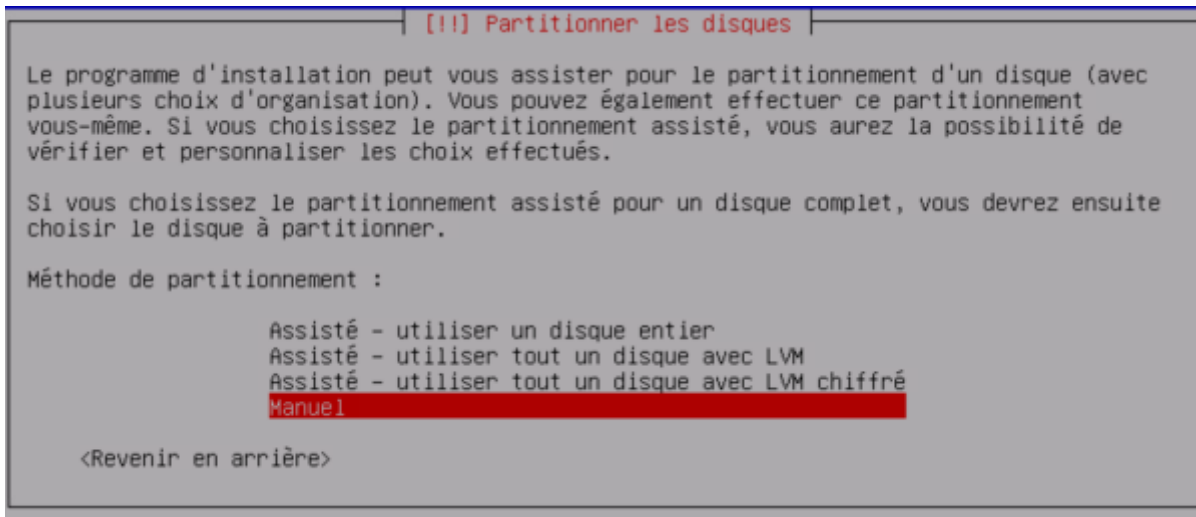 [!!] Partitionner les disques
Le programme d'installation peut vous assister pour le partitionnement d'un disque (avec
plusieurs choix d'organisation). Vous pouvez également effectuer ce partitionnement
vous-même. Si vous choisissez le partitionnement assisté, vous aurez la possibilité de
vérifier et personnaliser les choix effectués.
Si vous choisissez le partitionnement assisté pour un disque complet, vous devrez ensuite
choisir le disque à partitionner.
Méthode de partitionnement :
Assisté - utiliser un disque entier
Assisté - utiliser tout un disque avec LVM
Assisté - utiliser tout un disque avec LVM chiffré
Manuel
<Revenir en arrière>